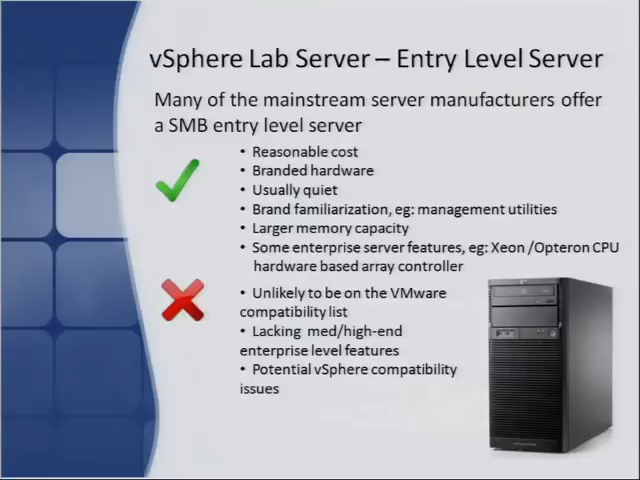 vSphere Lab Server – Entry Level Server
Many of the mainstream server manufacturers offer
a SMB entry level server
• Reasonable cost
• Branded hardware
• Usually quiet
• Brand familiarization, eg: management utilities
• Larger memory capacity
• Some enterprise server features, eg: Xeon /Opteron CPU
hardware based array controller
• Unlikely to be on the VMware
compatibility list
• Lacking med/high-end
enterprise level features
• Potential vSphere compatibility
issues